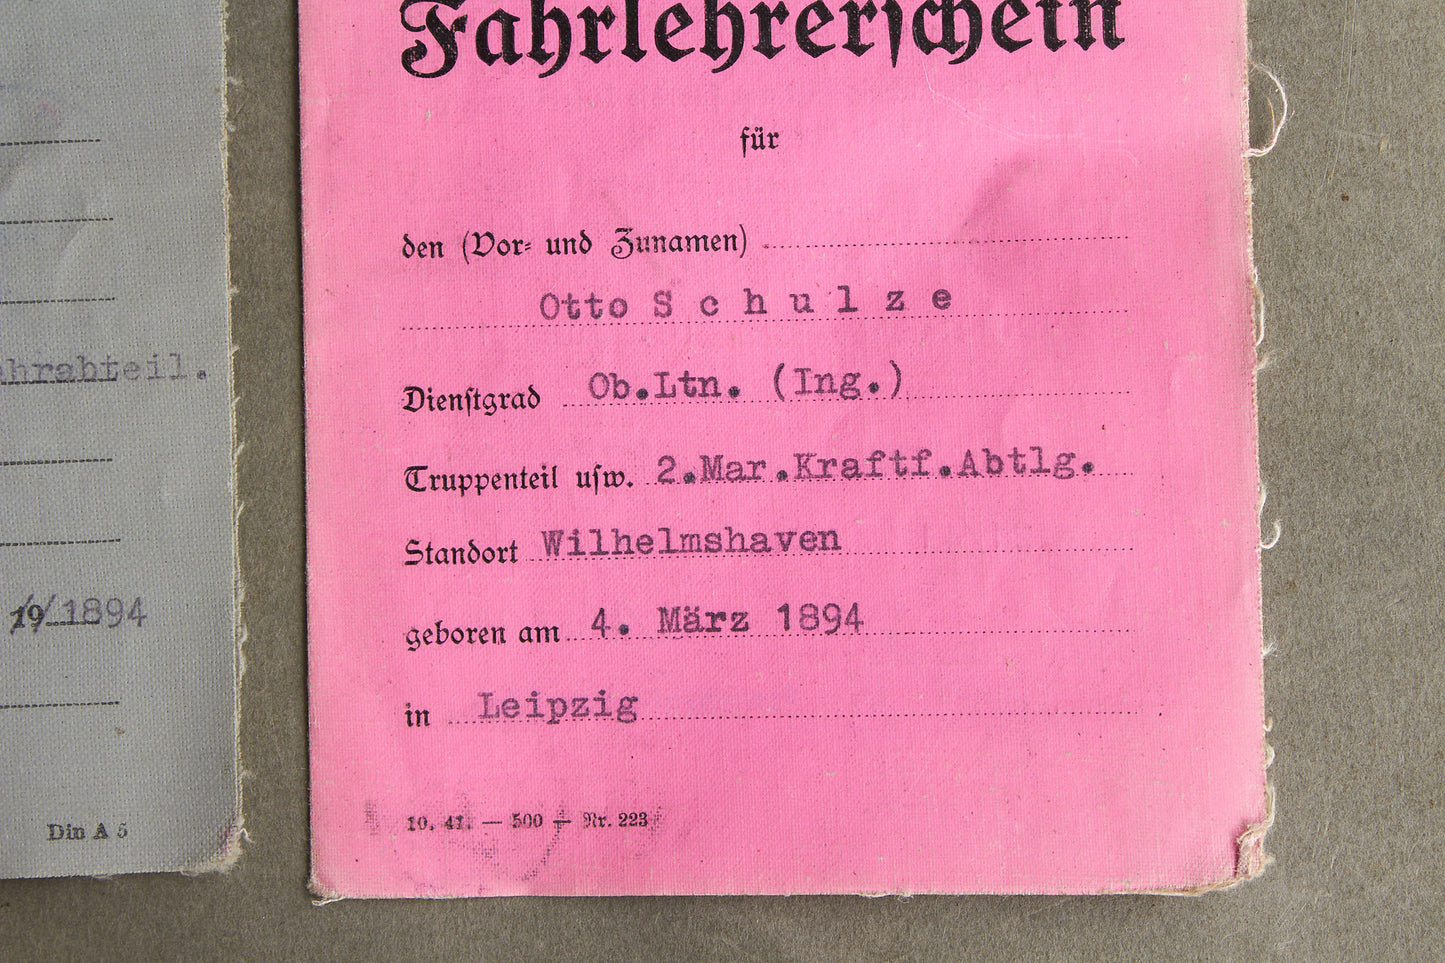 Fahrlehrerschein
für
den (Vor- und Zunamen)
Otto S c h u l z e
Dienstgrad Ob.Ltn. (Ing.)
Truppenteil usw. 2.Mar.Kraftf.Abtlg.
Standort Wilhelmshaven
geboren am 4. März 1894
in Leipzig
10. 41. — 500 — Nr. 223
hrabteil.
19 1894
Din A 5